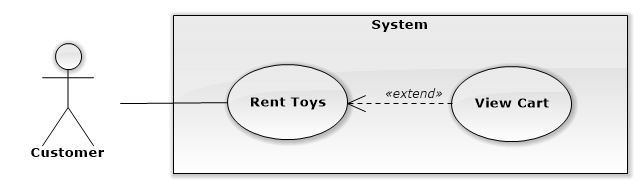 System
Customer
Rent Toys
«extend»
View Cart